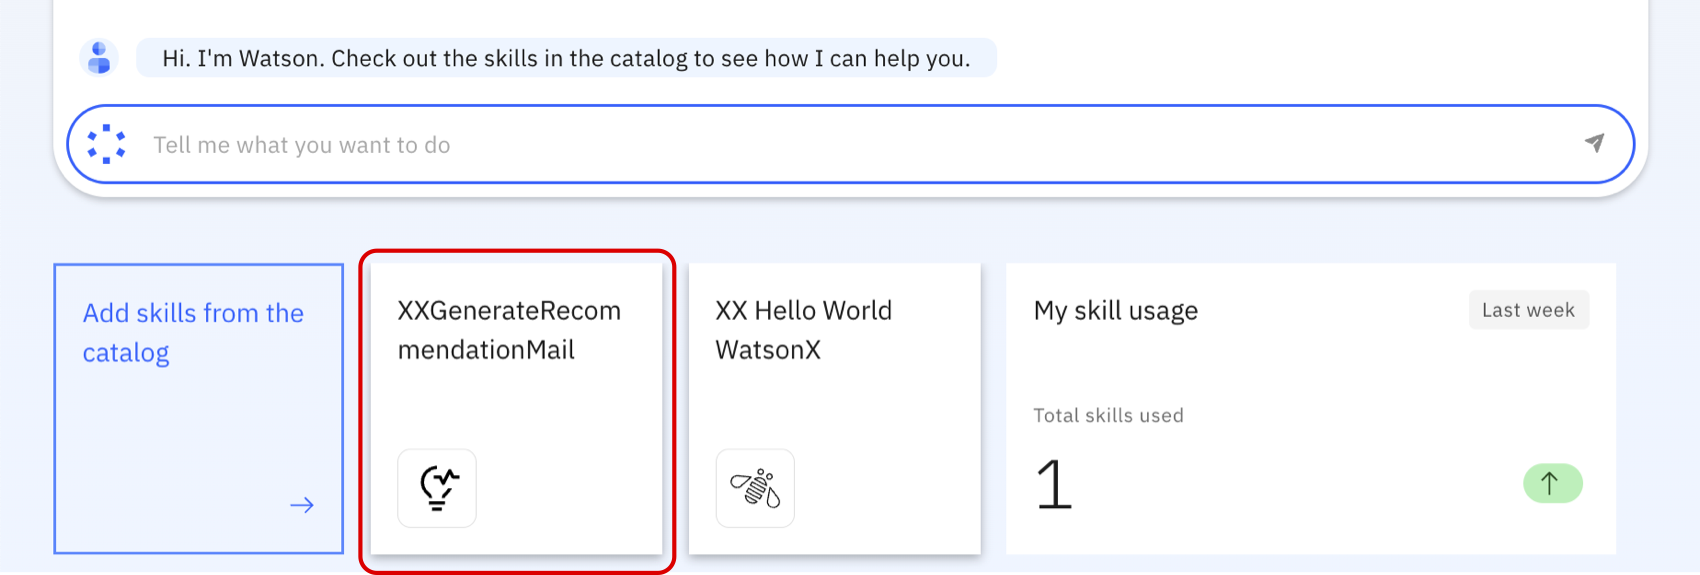 Hi. I'm Watson. Check out the skills in the catalog to see how I can help you.
Tell me what you want to do
Add skills from the
catalog
XXGenerateRecom
mendationMail
XX Hello World
WatsonX
My skill usage
Last week
Total skills used
1